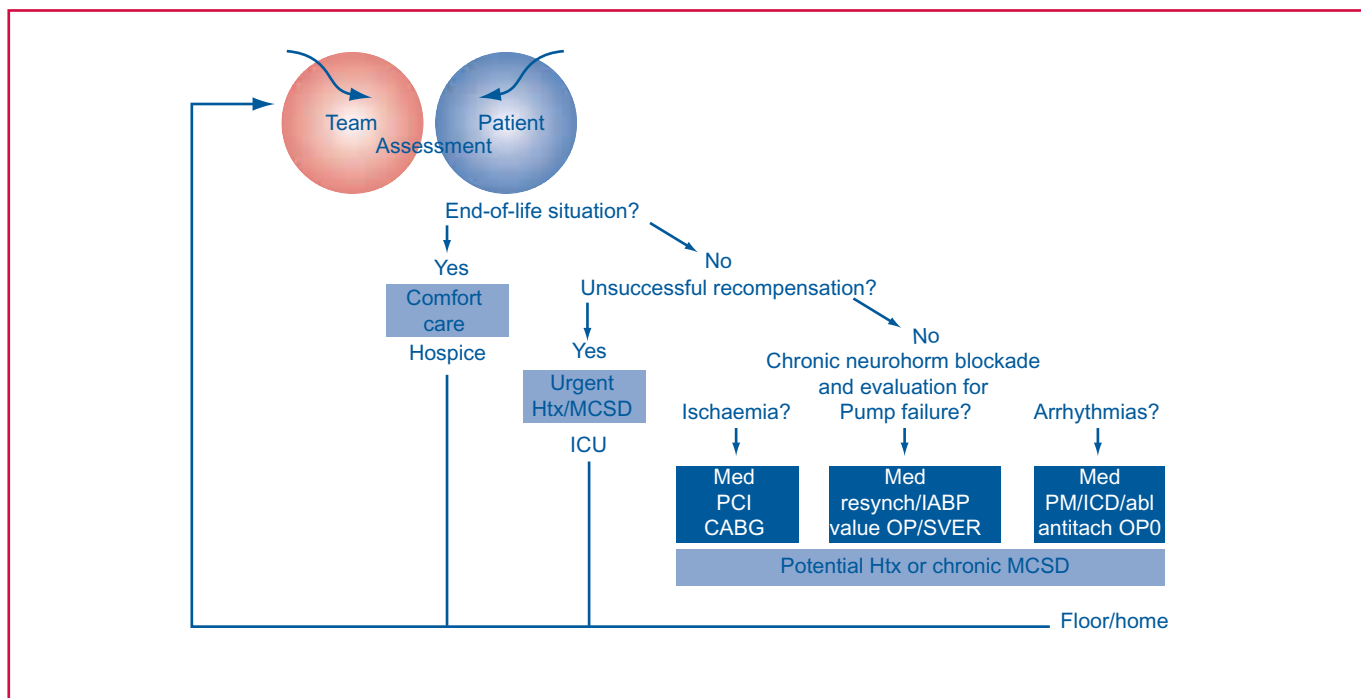 Team
Patient
Assessment
End-of-life situation?
Yes
Comfort
care
Hospice
No
Unsuccessful recompensation?
Yes
Urgent
Htx/MCSD
ICU
No
Chronic neurohorm blockade
and evaluation for
Ischaemia?
Pump failure?
Arrhythmias?
Med
PCI
CABG
Med
resynch/IABP
value OP/SVER
Med
PM/ICD/abl
antitach OP0
Potential Htx or chronic MCSD
Floor/home